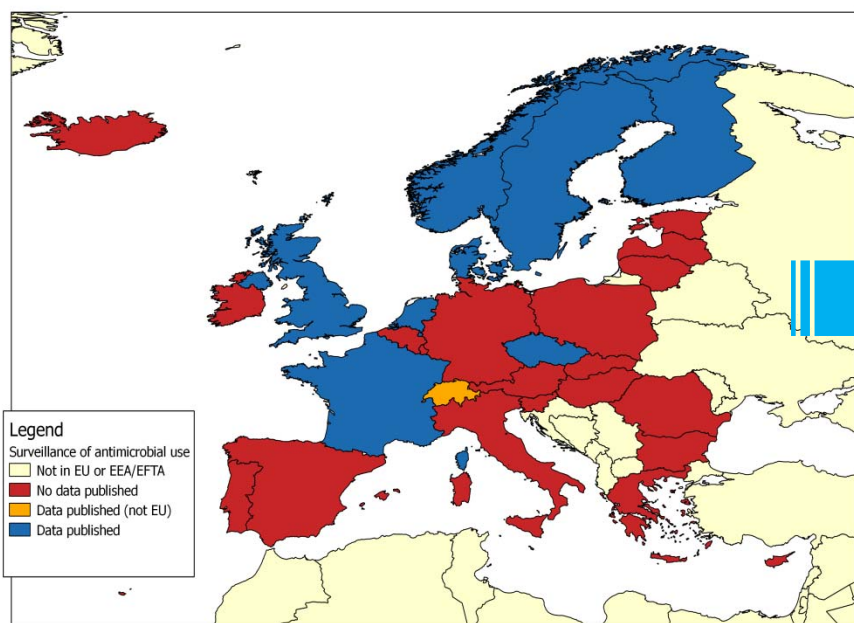 Legend
Surveillance of antimicrobial use
Not in EU or EEA/EFTA
No data published
Data published (not EU)
Data published